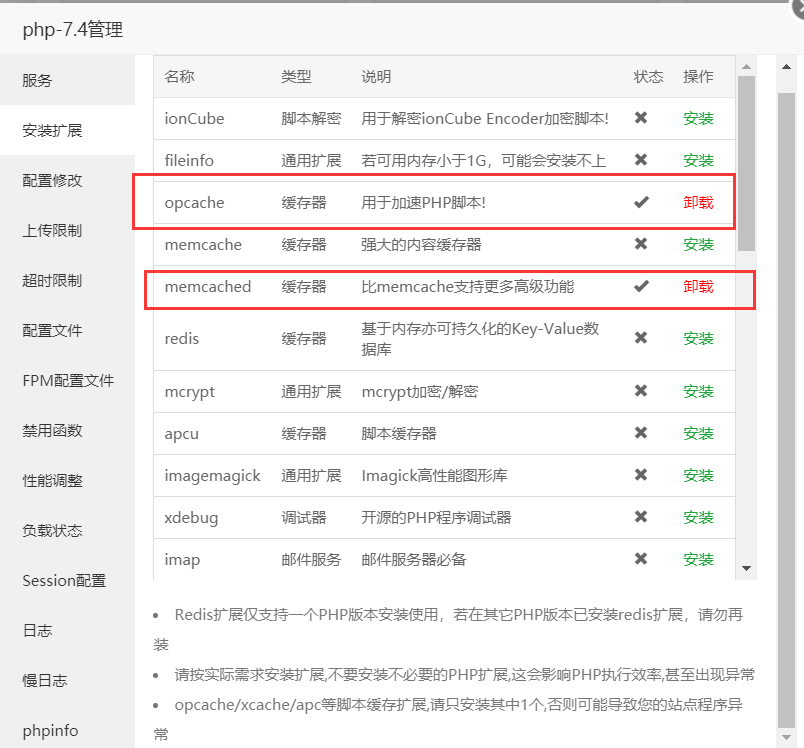 php-7.4管理
服务
安装扩展
配置修改
上传限制
超时限制
配置文件
FPM配置文件
禁用函数
性能调整
负载状态
Session配置
日志
慢日志
phpinfo
名称 类型 说明 状态 操作
ionCube 脚本解密 用于解密ionCube Encoder加密脚本! ✖ 安装
fileinfo 通用扩展 若可用内存小于1G，可能会安装不上 ✖ 安装
opcache 缓存器 用于加速PHP脚本! ✔ 卸载
memcache 缓存器 强大的内容缓存器 ✖ 安装
memcached 缓存器 比memcache支持更多高级功能 ✔ 卸载
redis 缓存器 基于内存亦可持久化的Key-Value数 ✖ 安装
据库
mcrypt 通用扩展 mcrypt加密/解密 ✖ 安装
apcu 缓存器 脚本缓存器 ✖ 安装
imagemagick 通用扩展 Imagick高性能图形库 ✖ 安装
xdebug 调试器 开源的PHP程序调试器 ✖ 安装
imap 邮件服务 邮件服务器必备 ✖ 安装
• Redis扩展仅支持一个PHP版本安装使用，若在其它PHP版本已安装redis扩展，请勿再
装
• 请按实际需求安装扩展,不要安装不必要的PHP扩展,这会影响PHP执行效率,甚至出现异常
• opcache/xcache/apc等脚本缓存扩展,请只安装其中1个,否则可能导致您的站点程序异
常